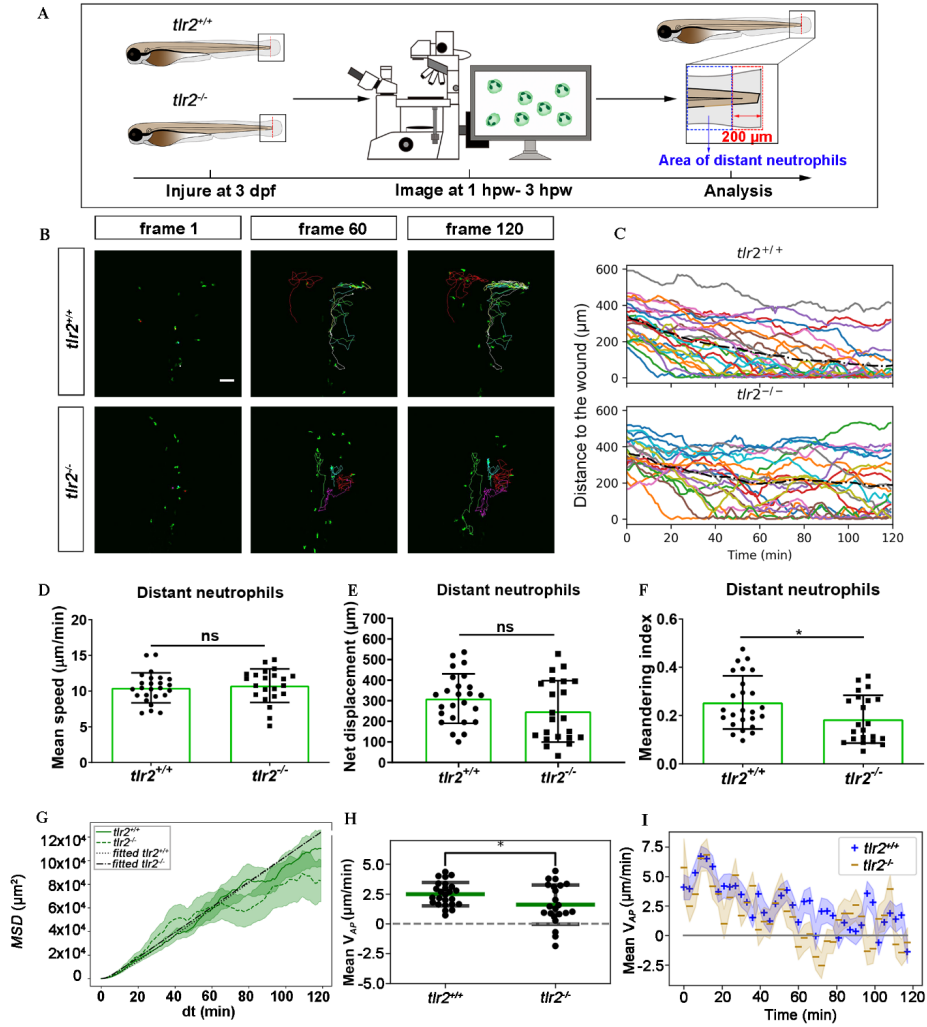 A
tlr2+/+
tlr2-/-
200 μm
Area of distant neutrophils
Injure at 3 dpf
Image at 1 hpw- 3 hpw
Analysis
B
frame 1
frame 60
frame 120
tlr2+/+
tlr2-/-
C
tlr2+/+
600
400
200
0
tlr2−/−
600
400
200
0
Distance to the wound (μm)
0
20
40
60
80
100
120
Time (min)
D
Distant neutrophils
ns
20
15
10
5
0
Mean speed (μm/min)
tlr2+/+
tlr2-/-
E
Distant neutrophils
ns
700
600
500
400
300
200
100
0
Net displacement (μm)
tlr2+/+
tlr2-/-
F
Distant neutrophils
*
0.6
0.4
0.2
0.0
Meandering index
tlr2+/+
tlr2-/-
G
tlr2+/+
tlr2-/-
fitted tlr2+/+
fitted tlr2-/-
12x10⁴
10x10⁴
8x10⁴
6x10⁴
4x10⁴
2x10⁴
0
MSD (μm²)
0
20
40
60
80
100
120
dt (min)
H
*
5.0
2.5
0.0
-2.5
-5.0
Mean VAP (μm/min)
tlr2+/+
tlr2-/-
I
tlr2+/+
tlr2-/-
7.5
5.0
2.5
0
-2.5
Mean VAP (μm/min)
0
20
40
60
80
100
120
Time (min)